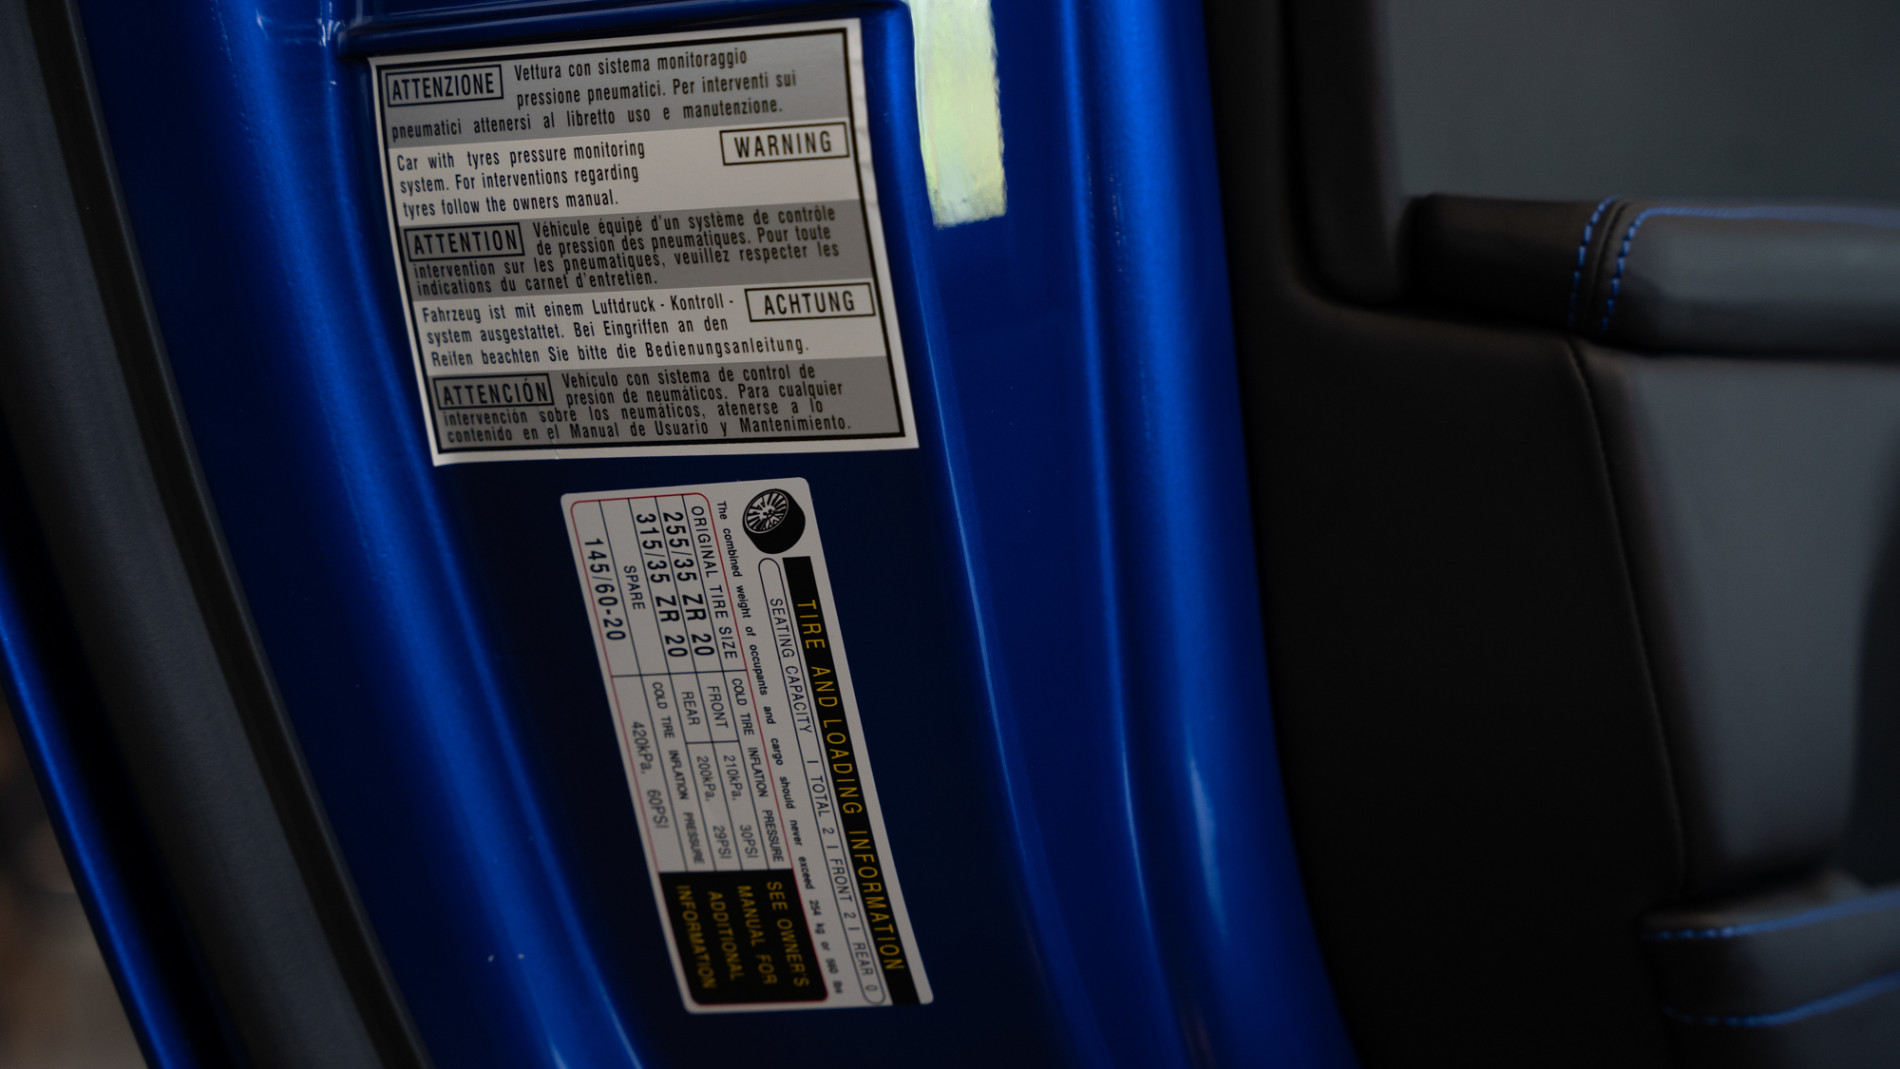 ATTENZIONE Vettura con sistema monitoraggio
pressione pneumatici. Per interventi sui
pneumatici attenersi al libretto uso e manutenzione.
Car with tyres pressure monitoring
system. For interventions regarding
tyres follow the owners manual.
WARNING
ATTENTION Véhicule équipé d'un système de contrôle
de pression des pneumatiques. Pour toute
intervention sur les pneumatiques, veuillez respecter les
indications du carnet d'entretien.
Fahrzeug ist mit einem Luftdruck - Kontroll -
system ausgestattet. Bei Eingriffen an den
Reifen beachten Sie bitte die Bedienungsanleitung.
ACHTUNG
ATTENCIÓN Vehiculo con sistema de control de
presion de neumáticos. Para cualquier
intervención sobre los neumáticos, atenerse a lo
contenido en el Manual de Usuario y Mantenimiento.
TIRE AND LOADING INFORMATION
SEATING CAPACITY | TOTAL 2 | FRONT 2 | REAR 0
The combined weight of occupants and cargo should never exceed 254 kg or 560 lbs
ORIGINAL TIRE SIZE COLD TIRE INFLATION PRESSURE
255/35 ZR 20 FRONT 210kPa, 30PSI
315/35 ZR 20 REAR 200kPa, 29PSI
SPARE COLD TIRE INFLATION PRESSURE
145/60-20 420kPa, 60PSI
SEE OWNER'S
MANUAL FOR
ADDITIONAL
INFORMATION